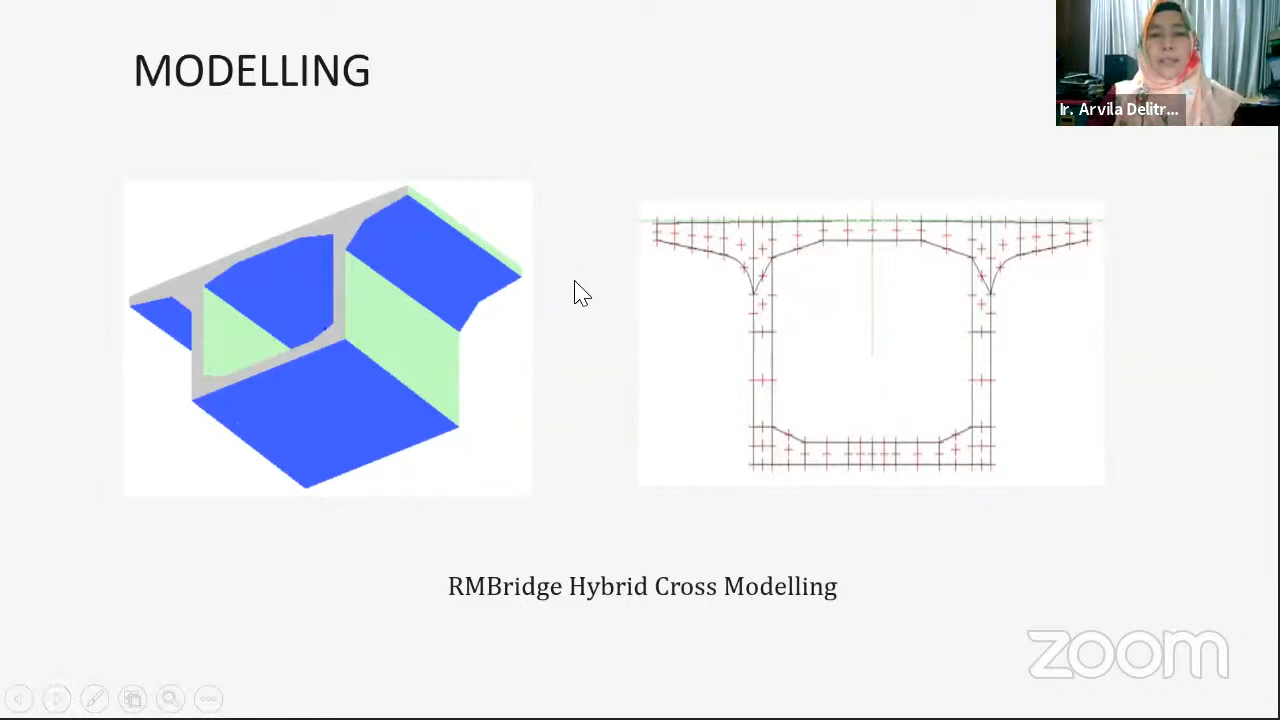 MODELLING
Ir. Arvila Delitr...
RMBridge Hybrid Cross Modelling
zoom